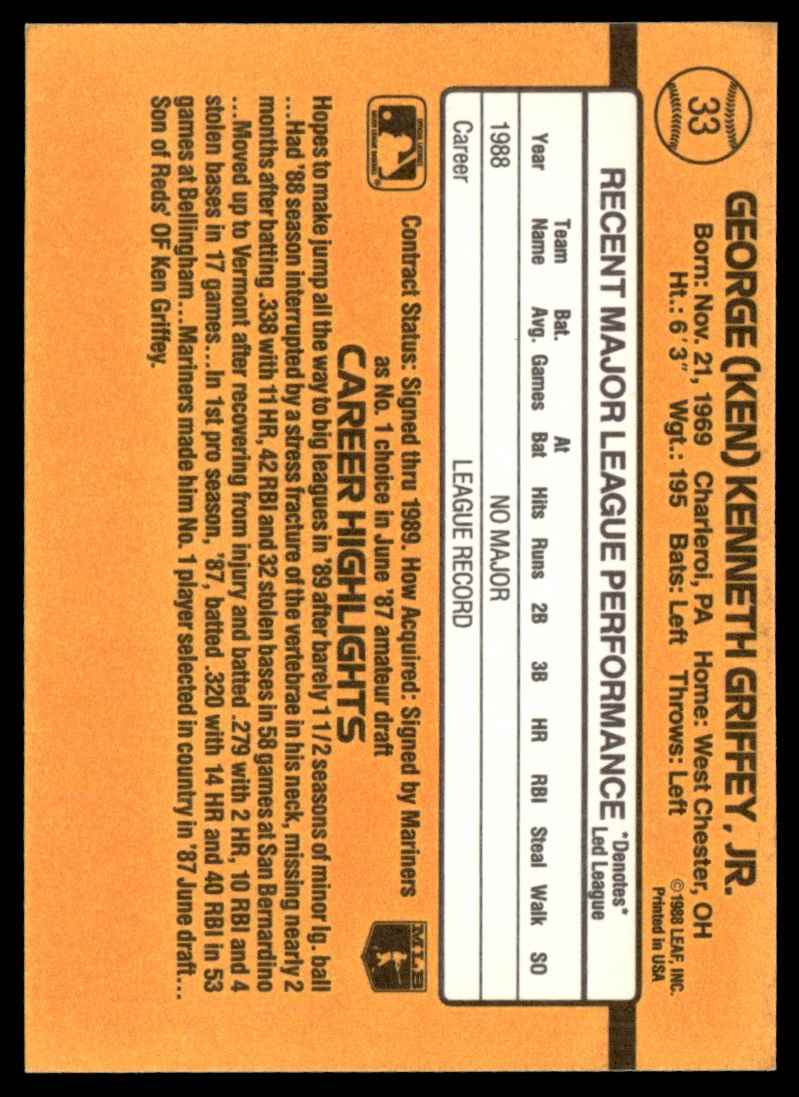 33
GEORGE (KEN) KENNETH GRIFFEY, JR.
Born: Nov. 21, 1969 Charleroi, PA Home: West Chester, OH
Ht.: 6'3" Wgt.: 195 Bats: Left Throws: Left
©1988 LEAF, INC.
Printed in USA
RECENT MAJOR LEAGUE PERFORMANCE
*Denotes*
Led League
Year Team Name Bat. Avg. Games At Bat Hits Runs 2B 3B HR RBI Steal Walk SO
1988 NO MAJOR
Career LEAGUE RECORD
Contract Status: Signed thru 1989. How Acquired: Signed by Mariners
as No. 1 choice in June '87 amateur draft
MLB
CAREER HIGHLIGHTS
Hopes to make jump all the way to big leagues in '89 after barely 1 1/2 seasons of minor lg. ball
...Had '88 season interrupted by a stress fracture of the vertebrae in his neck, missing nearly 2
months after batting .338 with 11 HR, 42 RBI and 32 stolen bases in 58 games at San Bernardino
...Moved up to Vermont after recovering from injury and batted .279 with 2 HR, 10 RBI and 4
stolen bases in 17 games...In 1st pro season, '87, batted .320 with 14 HR and 40 RBI in 53
games at Bellingham...Mariners made him No. 1 player selected in country in '87 June draft...
Son of Reds' OF Ken Griffey.